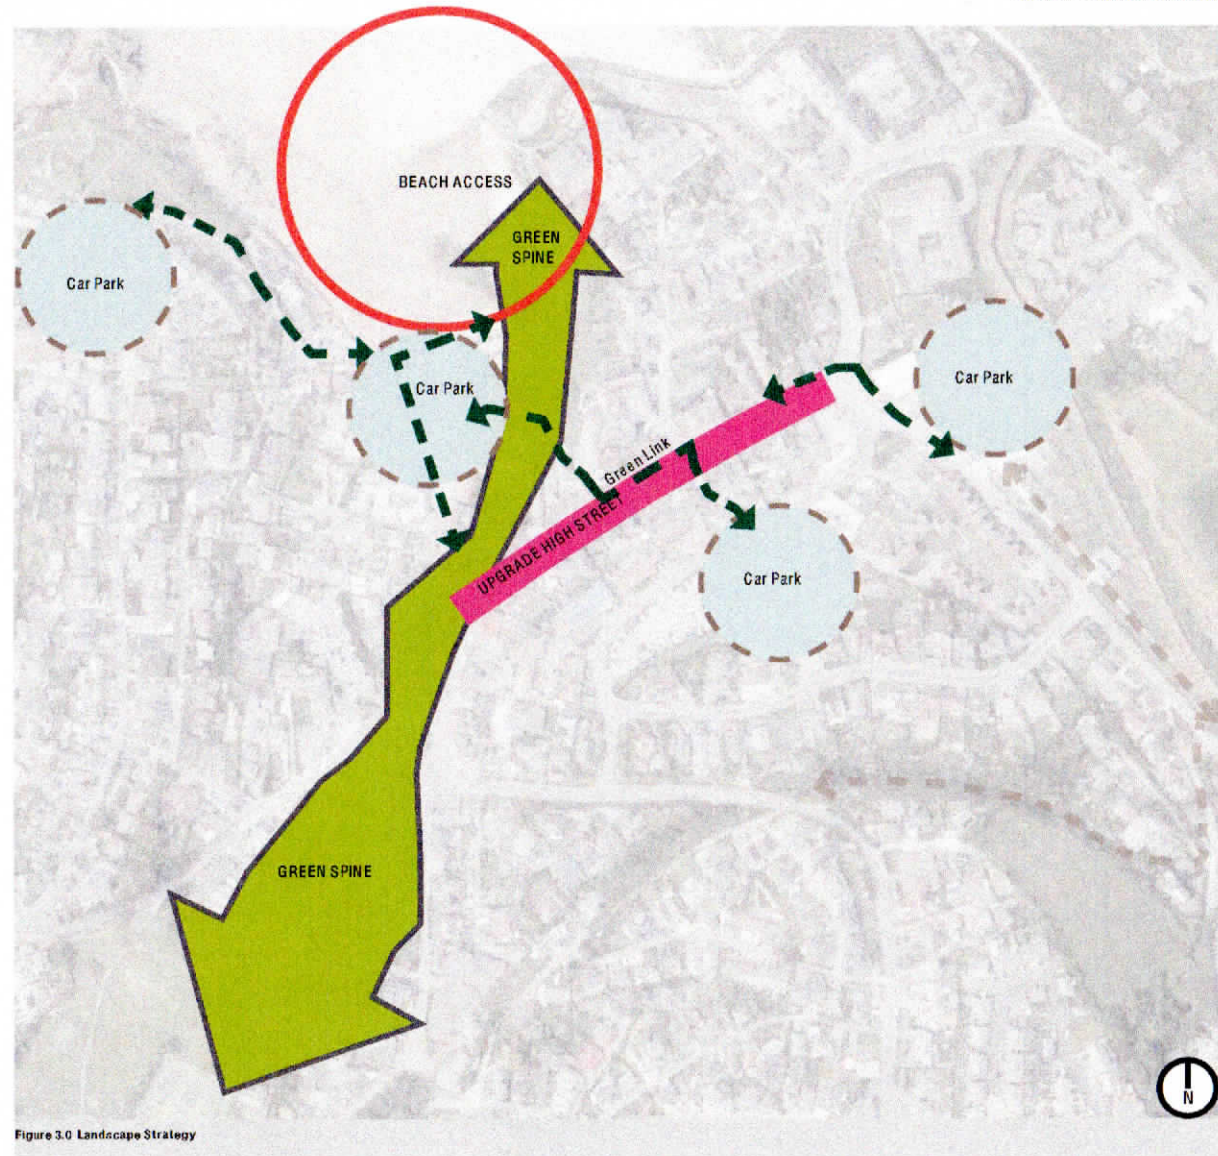 BEACH ACCESS
GREEN
SPINE
Car Park
Car Park
Car Park
Green Link
UPGRADE HIGH STREET
Car Park
GREEN SPINE
N
Figure 3.0 Landscape Strategy